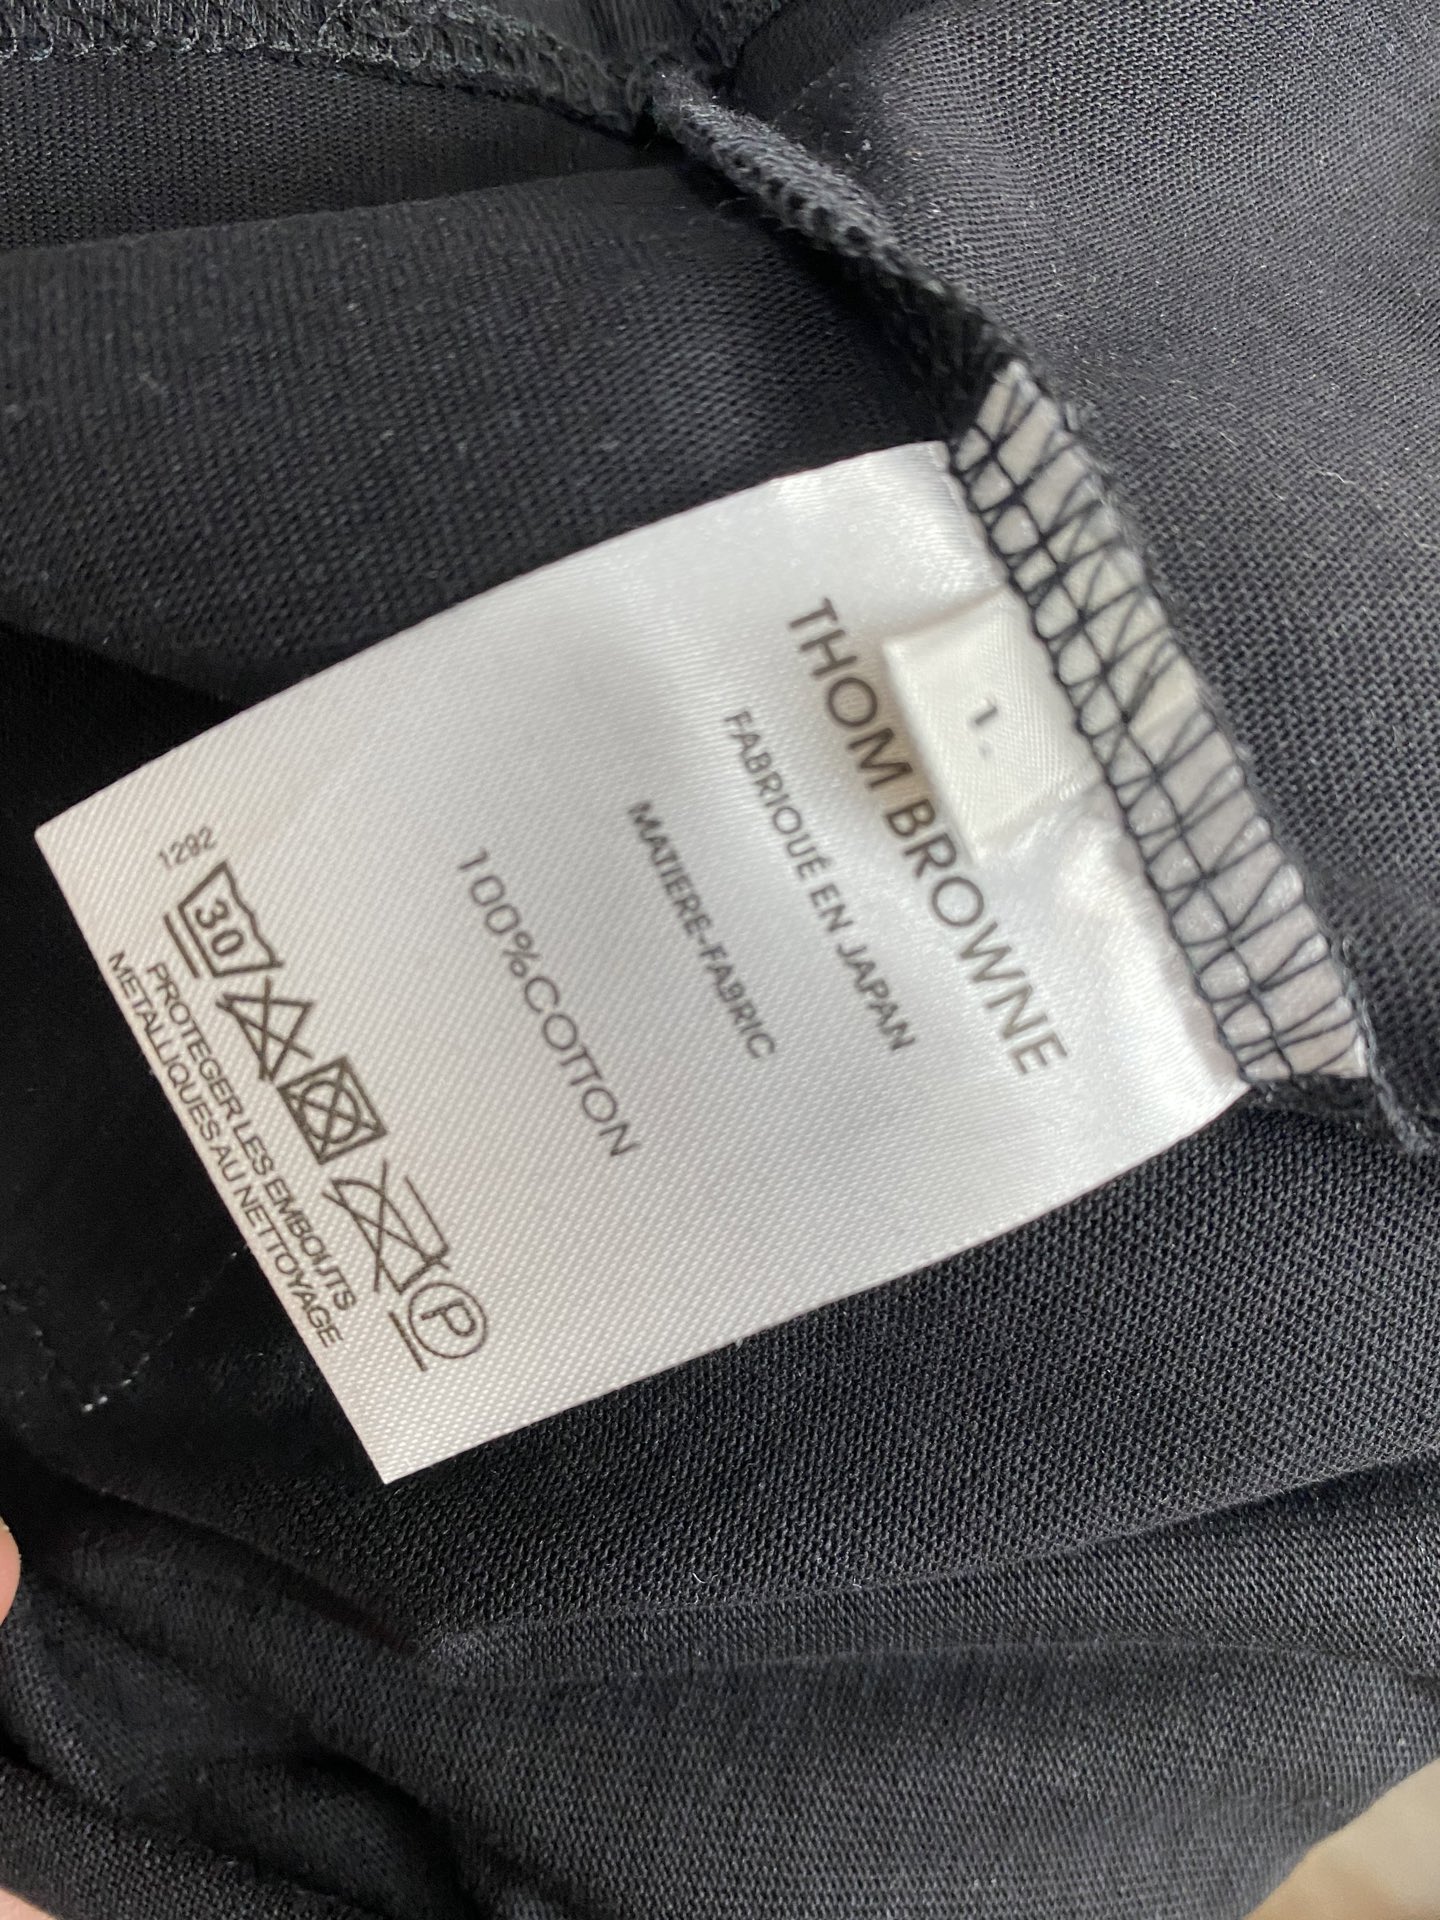 1.
THOM BROWNE
FABRIQUÉ EN JAPAN
MATIERE-FABRIC
100%COTTON
1292
30
P
PROTEGER LES EMBOUTS
METALLIQUES AU NETTOYAGE